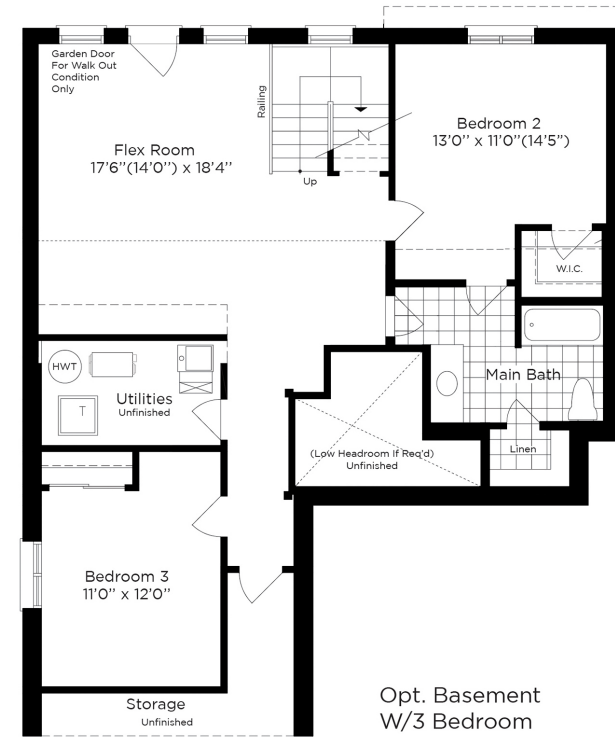 Garden Door
For Walk Out
Condition
Only
Railing
Flex Room
17'6''(14'0'') x 18'4''
Up
Bedroom 2
13'0'' x 11'0''(14'5'')
W.I.C.
HWT
Utilities
Unfinished
T
Main Bath
(Low Headroom If Req'd)
Unfinished
Linen
Bedroom 3
11'0'' x 12'0''
Storage
Unfinished
Opt. Basement
W/3 Bedroom